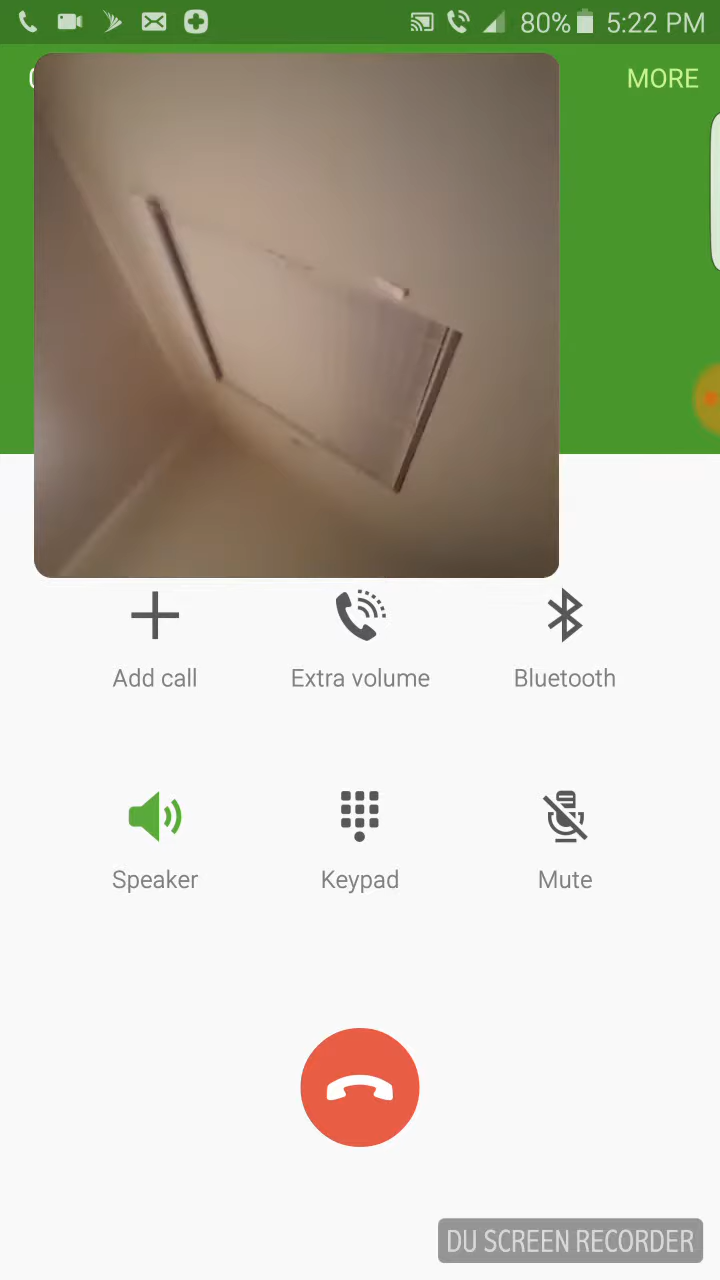 80% 5:22 PM
MORE
Add call Extra volume Bluetooth
Speaker Keypad Mute
DU SCREEN RECORDER